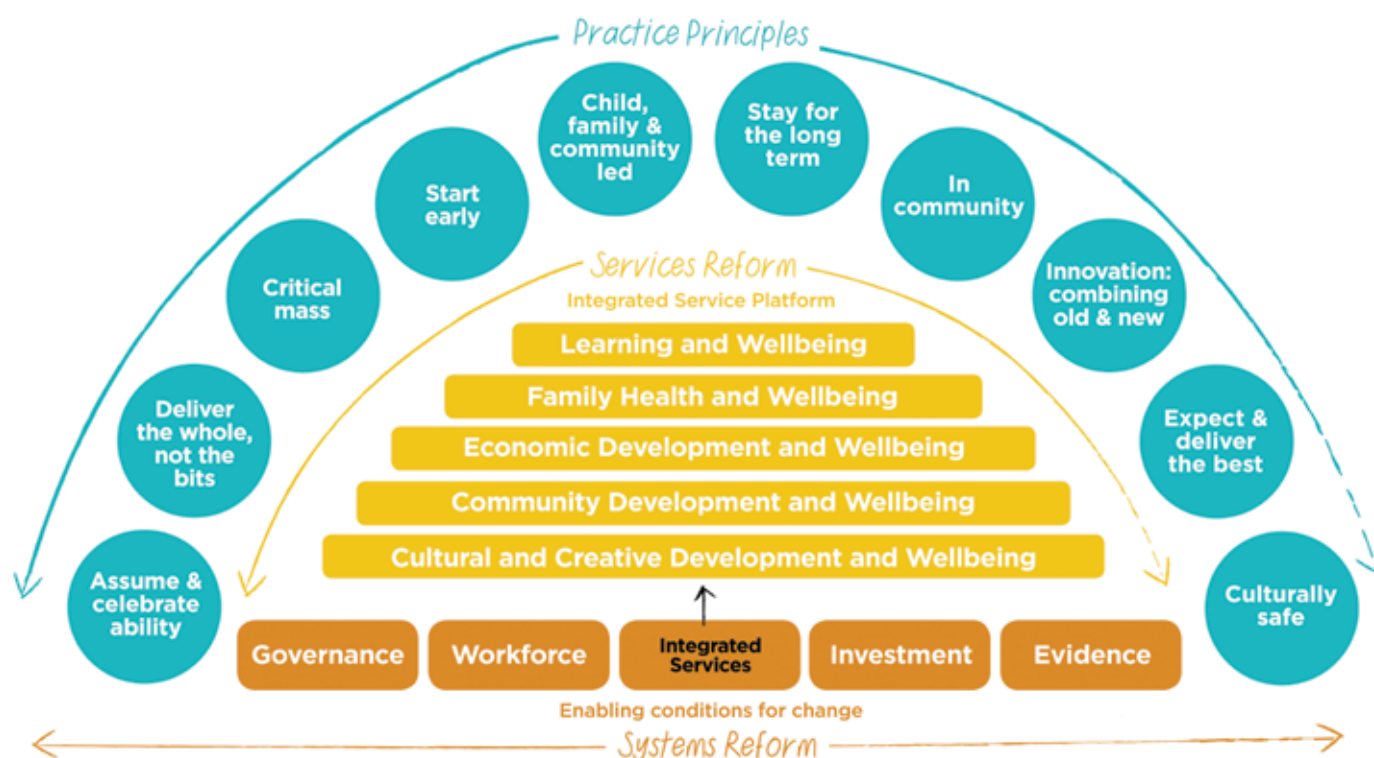 Practice Principles
Child,
family &
community
led
Stay for
the long
term
Start
early
In
community
Critical
mass
Innovation:
combining
old & new
Deliver
the whole,
not the
bits
Expect &
deliver
the best
Assume &
celebrate
ability
Culturally
safe
Services Reform
Integrated Service Platform
Learning and Wellbeing
Family Health and Wellbeing
Economic Development and Wellbeing
Community Development and Wellbeing
Cultural and Creative Development and Wellbeing
Governance
Workforce
Integrated
Services
Investment
Evidence
Enabling conditions for change
Systems Reform